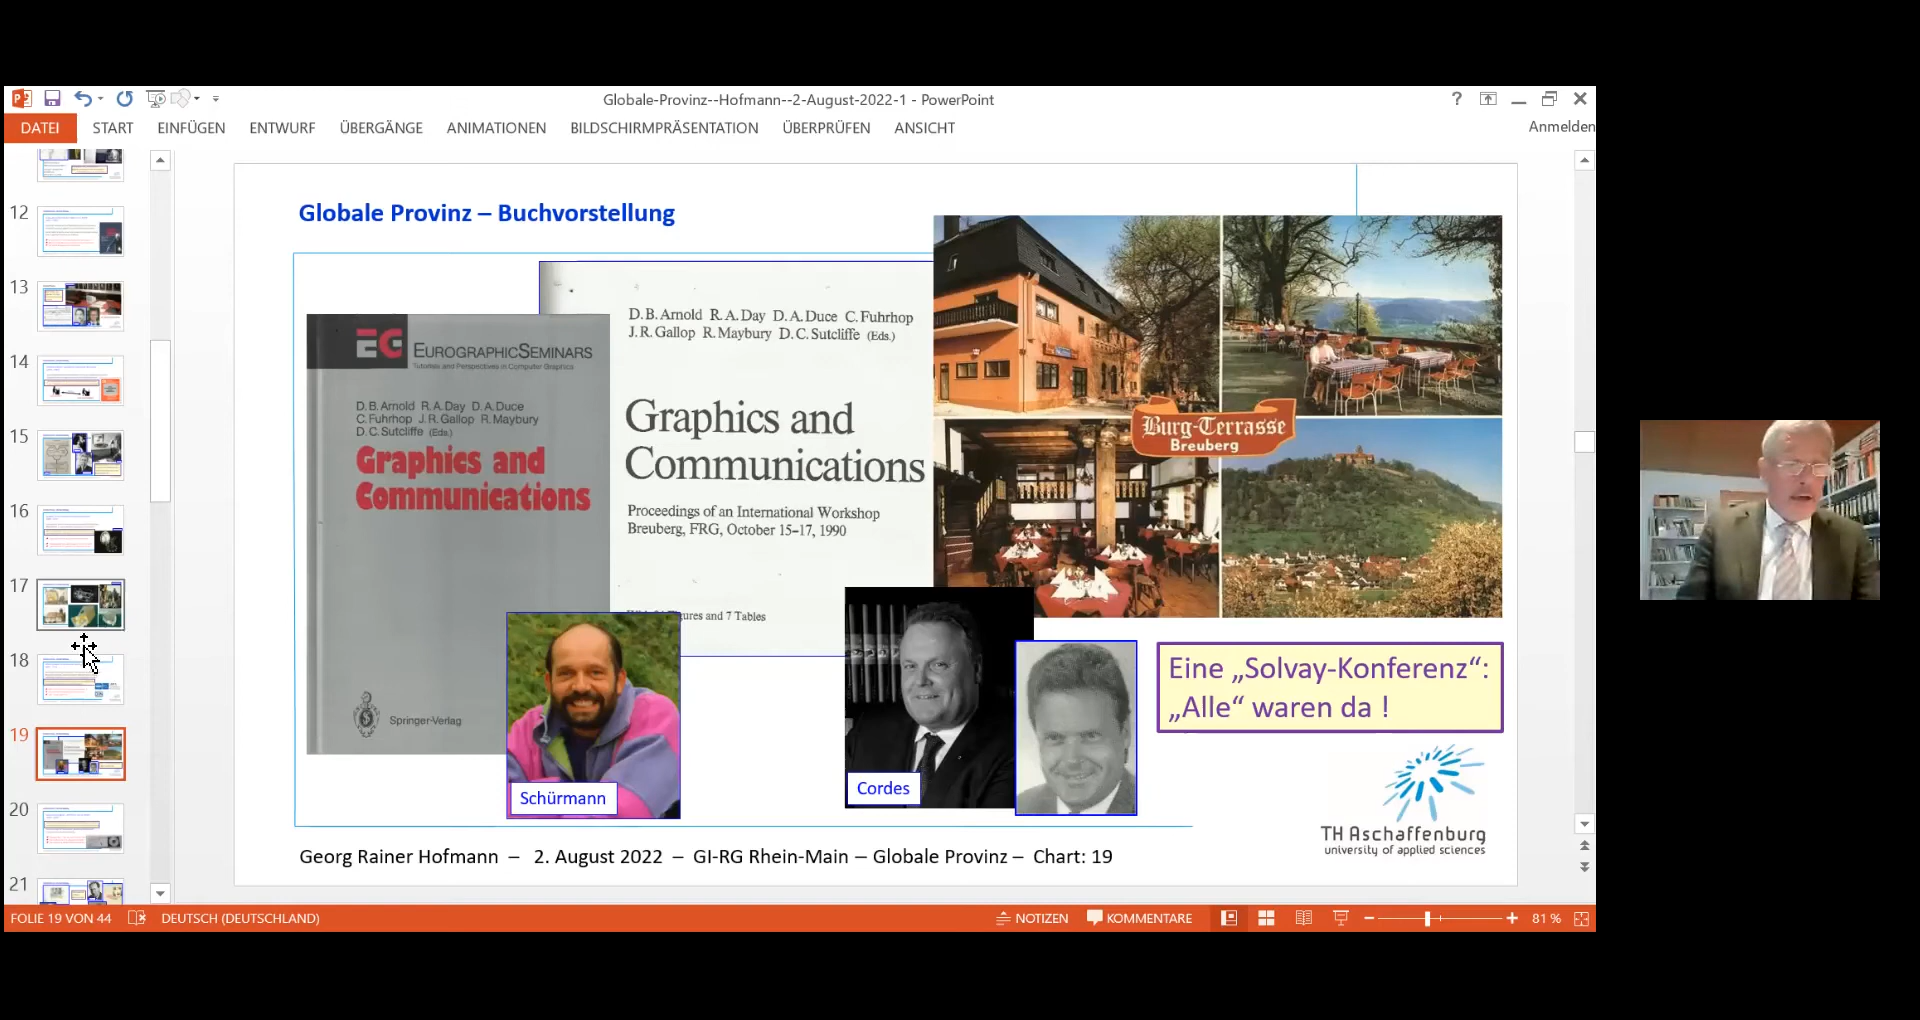 Globale-Provinz--Hofmann--2-August-2022-1 - PowerPoint
?
DATEI START EINFÜGEN ENTWURF ÜBERGÄNGE ANIMATIONEN BILDSCHIRMPRÄSENTATION ÜBERPRÜFEN ANSICHT
Anmelden
12
13
14
15
16
17
18
19
20
21
Globale Provinz – Buchvorstellung
EG
EUROGRAPHICSEMINARS
Tutorials and Perspectives in Computer Graphics
D.B. Arnold R.A. Day D.A. Duce
C. Fuhrhop J.R. Gallop R. Maybury
D.C. Sutcliffe (Eds.)
Graphics and
Communications
Springer-Verlag
D.B. Arnold R.A. Day D.A. Duce C. Fuhrhop
J.R. Gallop R. Maybury D.C. Sutcliffe (Eds.)
Graphics and
Communications
Proceedings of an International Workshop
Breuberg, FRG, October 15–17, 1990
Figures and 7 Tables
Burg-Terrasse
Breuberg
Schürmann
Cordes
Eine „Solvay-Konferenz“:
„Alle“ waren da !
TH Aschaffenburg
university of applied sciences
Georg Rainer Hofmann – 2. August 2022 – GI-RG Rhein-Main – Globale Provinz – Chart: 19
FOLIE 19 VON 44 DEUTSCH (DEUTSCHLAND) NOTIZEN KOMMENTARE 81 %